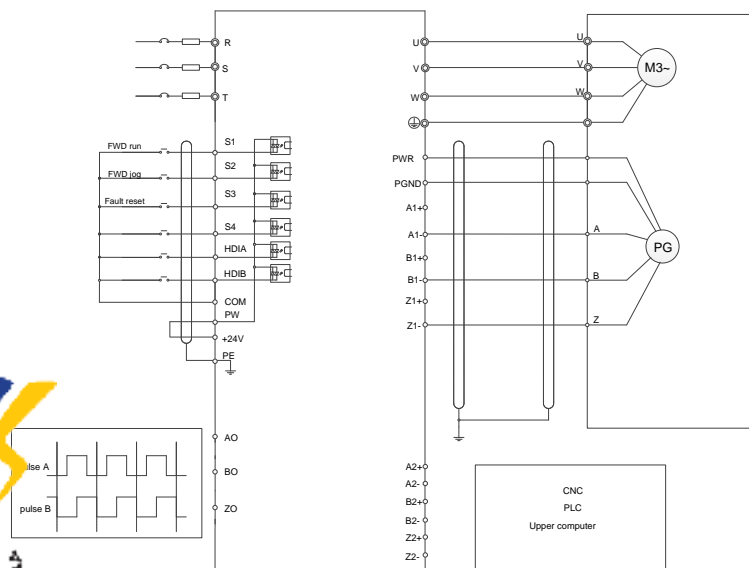 R
S
T
U
V
W
U
V
W
M3~
FWD run
FWD jog
Fault reset
S1
S2
S3
S4
HDIA
HDIB
COM
PW
+24V
PE
PWR
PGND
A1+
A1-
B1+
B1-
Z1+
Z1-
A
B
Z
PG
lse A
pulse B
AO
BO
ZO
A2+
A2-
B2+
B2-
Z2+
Z2-
CNC
PLC
Upper computer